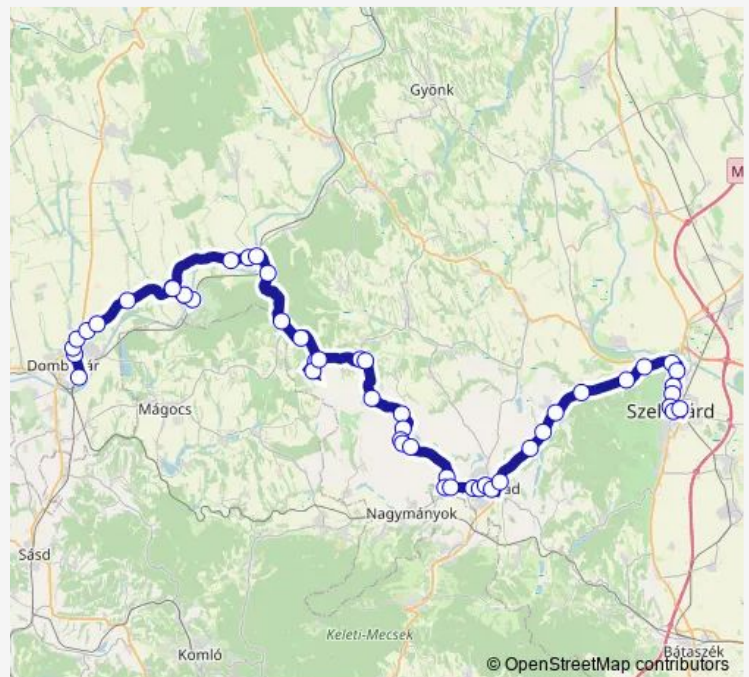 Gyönk
M
Dombóvár
Mágocs
Szekszárd
Nagymányok
Sásd
Keleti-Mecsek
Komló
Bátaszék
© OpenStreetMap contributors